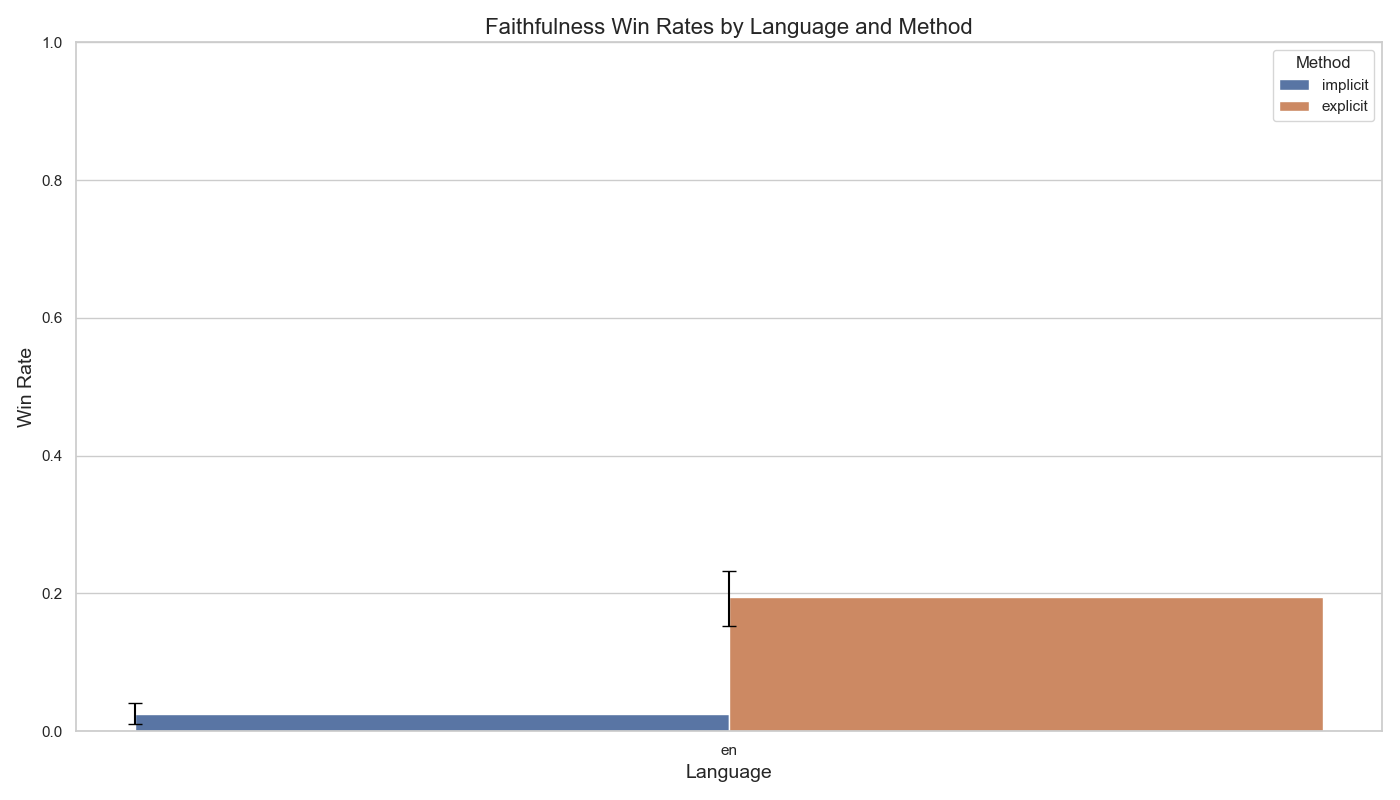 Faithfulness Win Rates by Language and Method
1.0
0.8
0.6
0.4
0.2
0.0
Win Rate
Method
implicit
explicit
en
Language